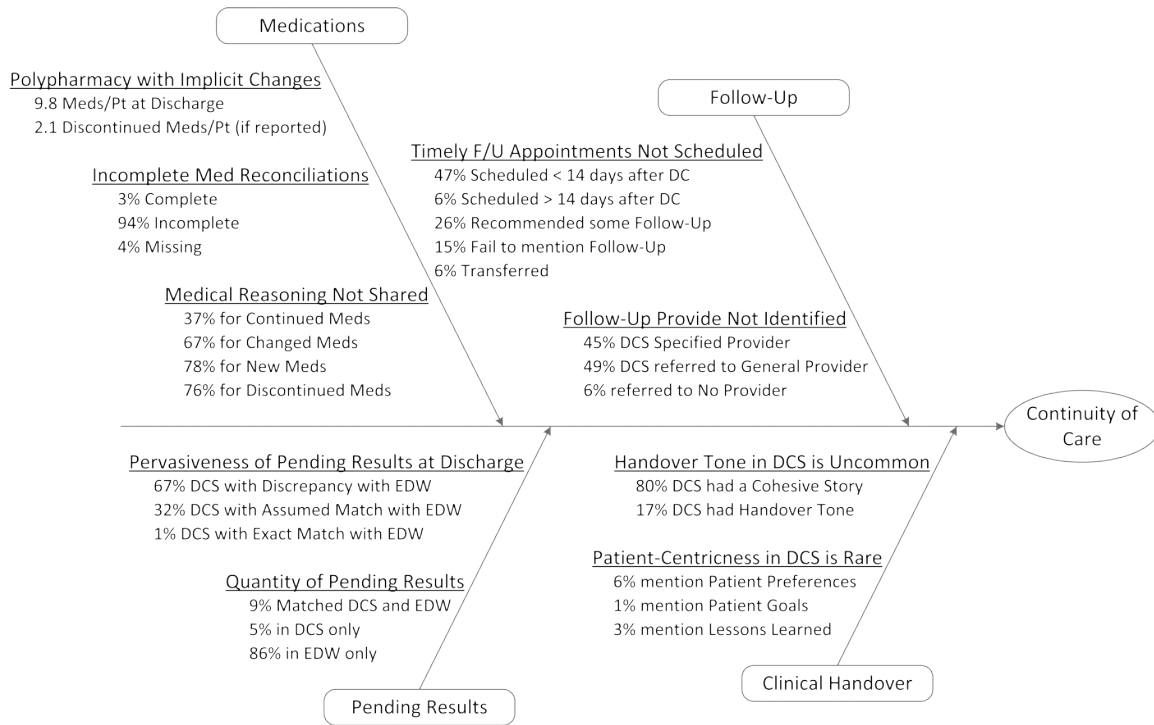 Medications
Polypharmacy with Implicit Changes
9.8 Meds/Pt at Discharge
2.1 Discontinued Meds/Pt (if reported)
Incomplete Med Reconciliations
3% Complete
94% Incomplete
4% Missing
Medical Reasoning Not Shared
37% for Continued Meds
67% for Changed Meds
78% for New Meds
76% for Discontinued Meds
Follow-Up
Timely F/U Appointments Not Scheduled
47% Scheduled < 14 days after DC
6% Scheduled > 14 days after DC
26% Recommended some Follow-Up
15% Fail to mention Follow-Up
6% Transferred
Follow-Up Provide Not Identified
45% DCS Specified Provider
49% DCS referred to General Provider
6% referred to No Provider
Continuity of
Care
Pervasiveness of Pending Results at Discharge
67% DCS with Discrepancy with EDW
32% DCS with Assumed Match with EDW
1% DCS with Exact Match with EDW
Quantity of Pending Results
9% Matched DCS and EDW
5% in DCS only
86% in EDW only
Pending Results
Handover Tone in DCS is Uncommon
80% DCS had a Cohesive Story
17% DCS had Handover Tone
Patient-Centricness in DCS is Rare
6% mention Patient Preferences
1% mention Patient Goals
3% mention Lessons Learned
Clinical Handover